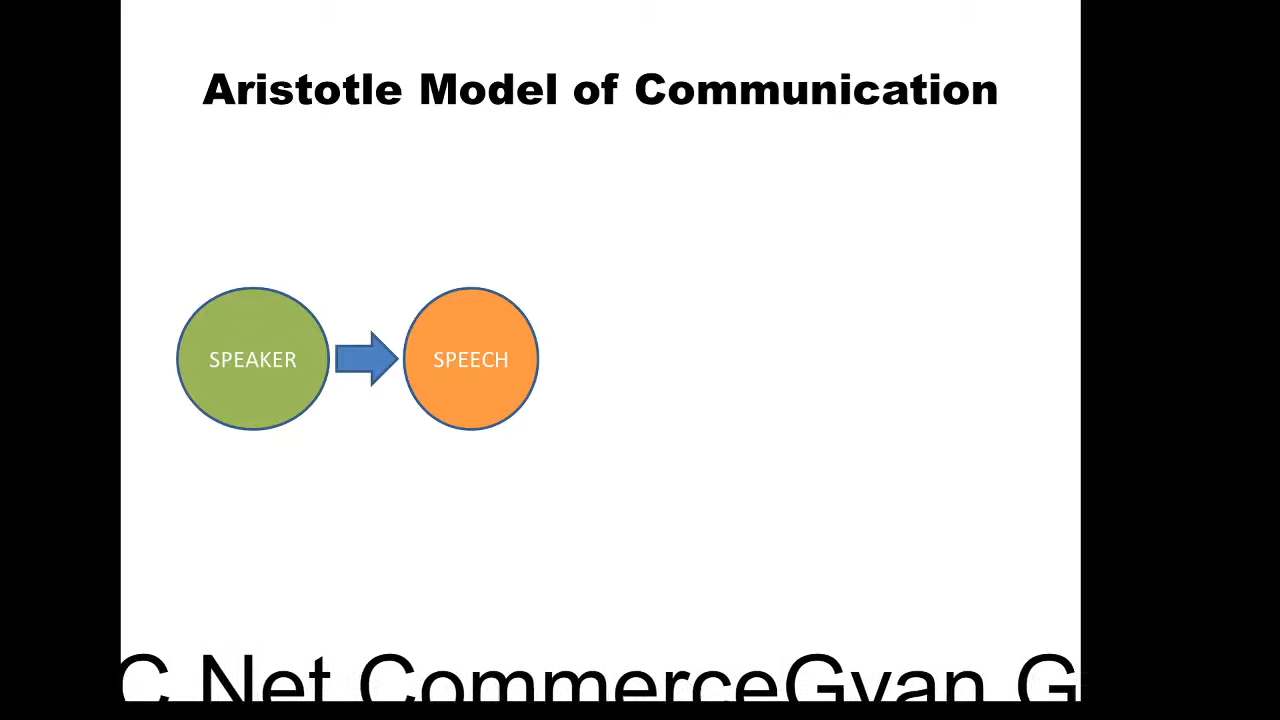 Aristotle Model of Communication
SPEAKER SPEECH
C Net CommerceGyan G